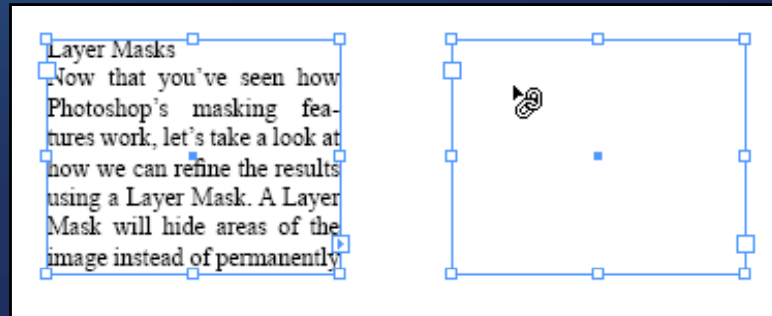 Layer Masks
Now that you've seen how
Photoshop's masking fea-
tures work, let's take a look at
how we can refine the results
using a Layer Mask. A Layer
Mask will hide areas of the
image instead of permanently